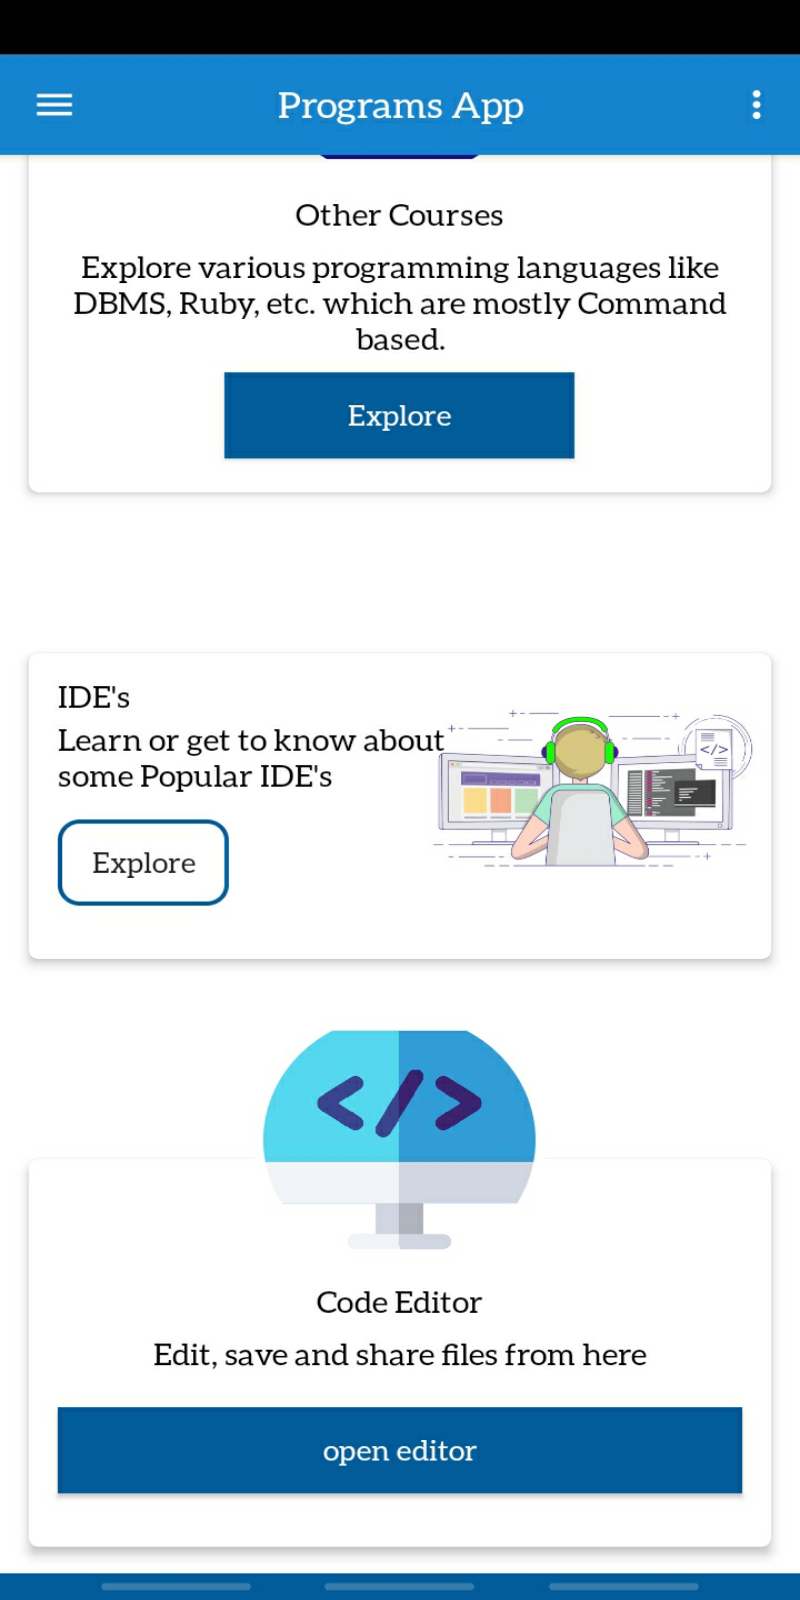 Programs App
Other Courses
Explore various programming languages like
DBMS, Ruby, etc. which are mostly Command
based.
Explore
IDE's
Learn or get to know about
some Popular IDE's
Explore
</>
</>
Code Editor
Edit, save and share files from here
open editor